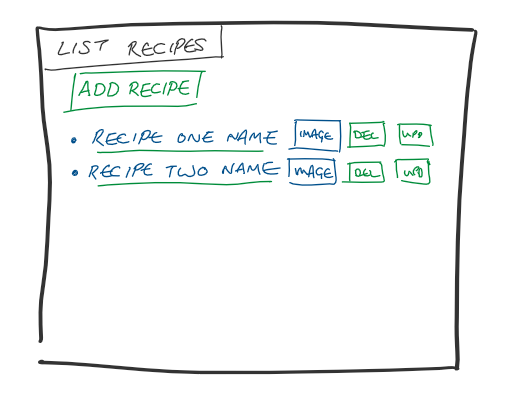 LIST RECIPES
ADD RECIPE
• RECIPE ONE NAME IMAGE DEL UPD
• RECIPE TWO NAME IMAGE DEL UPD